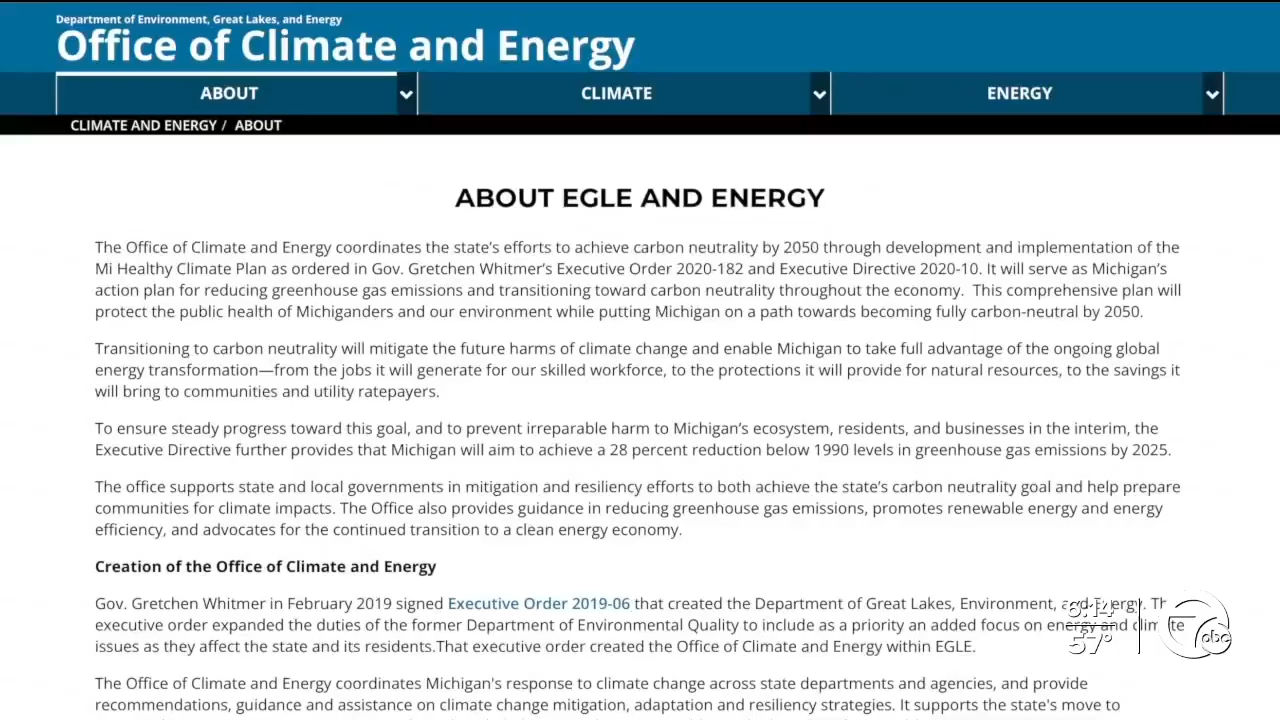 Department of Environment, Great Lakes, and Energy
Office of Climate and Energy
ABOUT
CLIMATE
ENERGY
CLIMATE AND ENERGY / ABOUT
ABOUT EGLE AND ENERGY
The Office of Climate and Energy coordinates the state's efforts to achieve carbon neutrality by 2050 through development and implementation of the
Mi Healthy Climate Plan as ordered in Gov. Gretchen Whitmer's Executive Order 2020-182 and Executive Directive 2020-10. It will serve as Michigan's
action plan for reducing greenhouse gas emissions and transitioning toward carbon neutrality throughout the economy. This comprehensive plan will
protect the public health of Michiganders and our environment while putting Michigan on a path towards becoming fully carbon-neutral by 2050.
Transitioning to carbon neutrality will mitigate the future harms of climate change and enable Michigan to take full advantage of the ongoing global
energy transformation—from the jobs it will generate for our skilled workforce, to the protections it will provide for natural resources, to the savings it
will bring to communities and utility ratepayers.
To ensure steady progress toward this goal, and to prevent irreparable harm to Michigan's ecosystem, residents, and businesses in the interim, the
Executive Directive further provides that Michigan will aim to achieve a 28 percent reduction below 1990 levels in greenhouse gas emissions by 2025.
The office supports state and local governments in mitigation and resiliency efforts to both achieve the state's carbon neutrality goal and help prepare
communities for climate impacts. The Office also provides guidance in reducing greenhouse gas emissions, promotes renewable energy and energy
efficiency, and advocates for the continued transition to a clean energy economy.
Creation of the Office of Climate and Energy
Gov. Gretchen Whitmer in February 2019 signed Executive Order 2019-06 that created the Department of Great Lakes, Environment, and Energy.
executive order expanded the duties of the former Department of Environmental Quality to include as a priority an added focus on energy and climate
issues as they affect the state and its residents.That executive order created the Office of Climate and Energy within EGLE.
The Office of Climate and Energy coordinates Michigan's response to climate change across state departments and agencies, and provide
recommendations, guidance and assistance on climate change mitigation, adaptation and resiliency strategies. It supports the state's move to
6:14
57°
7 abc